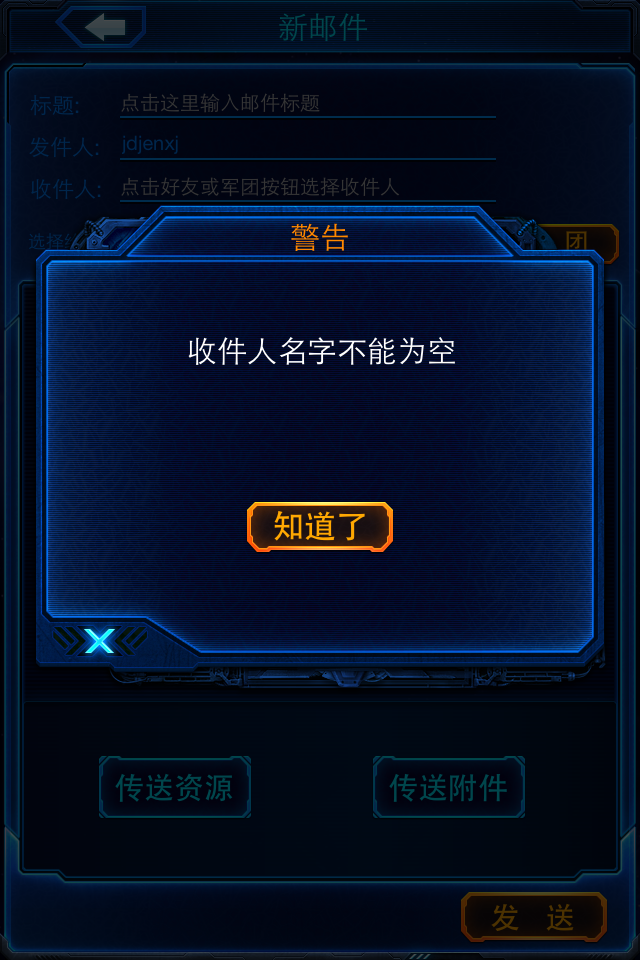 新邮件
标题: 点击这里输入邮件标题
发件人: jdjenxj
收件人: 点击好友或军团按钮选择收件人
选择
团
警告
收件人名字不能为空
知道了
传送资源 传送附件
发 送